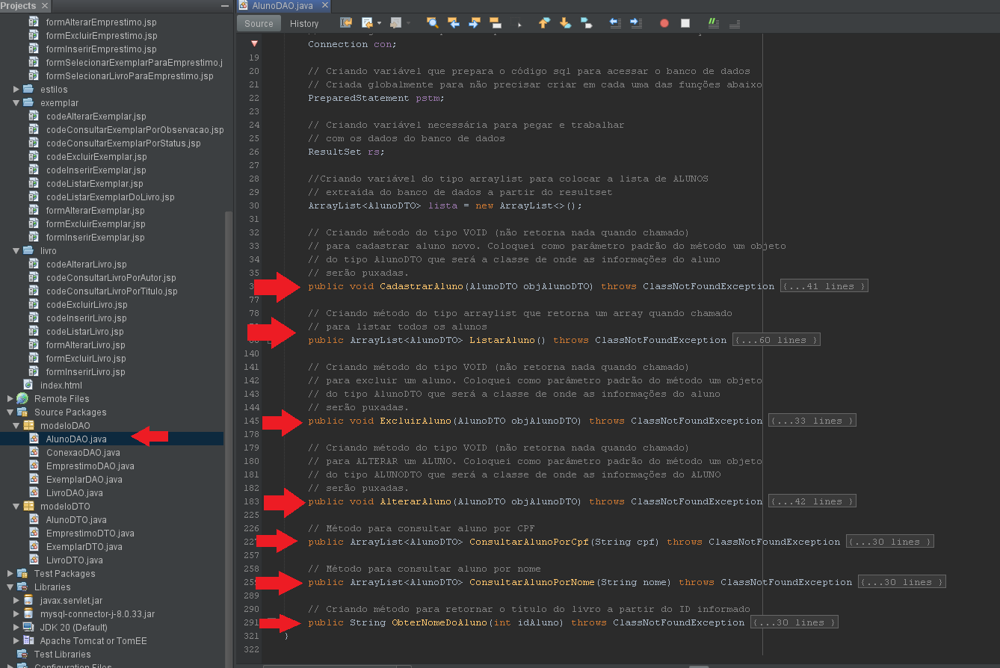 Projects
formAlterarEmprestimo.jsp
formExcluirEmprestimo.jsp
formInserirEmprestimo.jsp
formSelecionarExemplarParaEmprestimo.j
formSelecionarLivroParaEmprestimo.jsp
estilos
exemplar
codeAlterarExemplar.jsp
codeConsultarExemplarPorObservacao.jsp
codeConsultarExemplarPorStatus.jsp
codeExcluirExemplar.jsp
codeInserirExemplar.jsp
codeListarExemplar.jsp
codeListarExemplarDoLivro.jsp
formAlterarExemplar.jsp
formExcluirExemplar.jsp
formInserirExemplar.jsp
livro
codeAlterarLivro.jsp
codeConsultarLivroPorAutor.jsp
codeConsultarLivroPorTitulo.jsp
codeExcluirLivro.jsp
codeInserirLivro.jsp
codeListarLivro.jsp
formAlterarLivro.jsp
formExcluirLivro.jsp
formInserirLivro.jsp
index.html
Remote Files
Source Packages
modeloDAO
AlunoDAO.java
ConexaoDAO.java
EmprestimoDAO.java
ExemplarDAO.java
LivroDAO.java
modeloDTO
AlunoDTO.java
EmprestimoDTO.java
ExemplarDTO.java
LivroDTO.java
Test Packages
Libraries
javax.servlet.jar
mysql-connector-j-8.0.33.jar
JDK 20 (Default)
Apache Tomcat or TomEE
Test Libraries
Configuration Files
AlunoDAO.java
Source History
Connection con;
19
20 // Criando variável que prepara o código sql para acessar o banco de dados
21 // Criada globalmente para não precisar criar em cada uma das funções abaixo
22 PreparedStatement pstm;
23
24 // Criando variável necessária para pegar e trabalhar
25 // com os dados do banco de dados
26 ResultSet rs;
27
28 //Criando variável do tipo arraylist para colocar a lista de ALUNOS
29 // extraída do banco de dados a partir do resultset
30 ArrayList<AlunoDTO> lista = new ArrayList<>();
31
32 // Criando método do tipo VOID (não retorna nada quando chamado)
33 // para cadastrar aluno novo. Coloquei como parâmetro padrão do método um objeto
34 // do tipo AlunoDTO que será a classe de onde as informações do aluno
35 // serão puxadas.
public void CadastrarAluno(AlunoDTO objAlunoDTO) throws ClassNotFoundException {...41 lines }
77
78 // Criando método do tipo arraylist que retorna um array quando chamado
// para listar todos os alunos
public ArrayList<AlunoDTO> ListarAluno() throws ClassNotFoundException {...60 lines }
140
141 // Criando método do tipo VOID (não retorna nada quando chamado)
142 // para excluir um aluno. Coloquei como parâmetro padrão do método um objeto
143 // do tipo AlunoDTO que será a classe de onde as informações do aluno
144 // serão puxadas.
145 public void ExcluirAluno(AlunoDTO objAlunoDTO) throws ClassNotFoundException {...33 lines }
178
179 // Criando método do tipo VOID (não retorna nada quando chamado)
180 // para ALTERAR um ALUNO. Coloquei como parâmetro padrão do método um objeto
181 // do tipo ALUNODTO que será a classe de onde as informações do ALUNO
182 // serão puxadas.
183 public void AlterarAluno(AlunoDTO objAlunoDTO) throws ClassNotFoundException {...42 lines }
225
226 // Método para consultar aluno por CPF
public ArrayList<AlunoDTO> ConsultarAlunoPorCpf(String cpf) throws ClassNotFoundException {...30 lines }
257
258 // Método para consultar aluno por nome
public ArrayList<AlunoDTO> ConsultarAlunoPorNome(String nome) throws ClassNotFoundException {...30 lines }
289
290 // Criando método para retornar o título do livro a partir do ID informado
291 public String ObterNomeDoAluno(int idAluno) throws ClassNotFoundException {...30 lines }
321 }
322